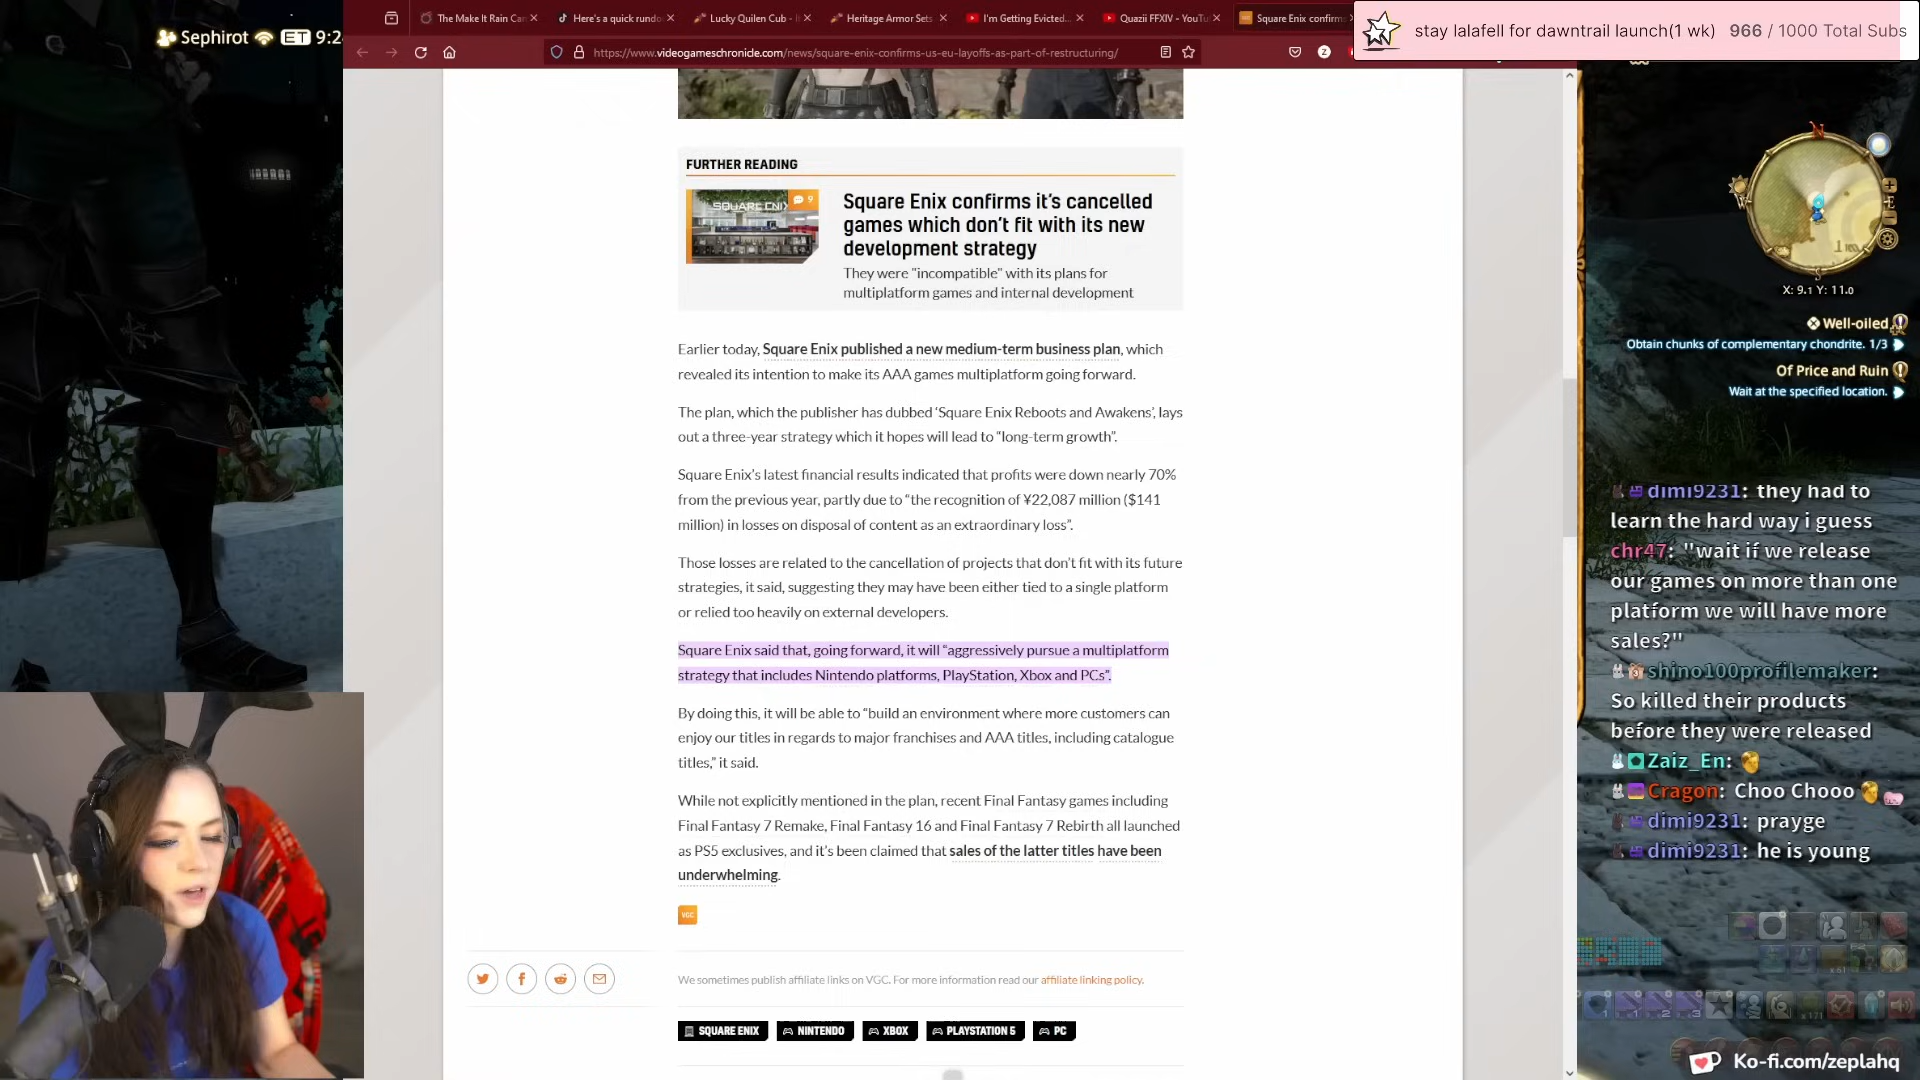 Sephirot ET 9:2
The Make It Rain Car
Here's a quick rundo
Lucky Quilen Cub -
Heritage Armor Sets
I'm Getting Evicted...
Quazii FFXIV - YouTu
Square Enix confirms
https://www.videogameschronicle.com/news/square-enix-confirms-us-eu-layoffs-as-part-of-restructuring/
stay lalafell for dawntrail launch(1 wk) 966 / 1000 Total Subs
FURTHER READING
SQUARE ENIX
9
Square Enix confirms it's cancelled
games which don't fit with its new
development strategy
They were "incompatible" with its plans for
multiplatform games and internal development
Earlier today, Square Enix published a new medium-term business plan, which
revealed its intention to make its AAA games multiplatform going forward.
The plan, which the publisher has dubbed ‘Square Enix Reboots and Awakens’, lays
out a three-year strategy which it hopes will lead to “long-term growth”.
Square Enix's latest financial results indicated that profits were down nearly 70%
from the previous year, partly due to “the recognition of ¥22,087 million ($141
million) in losses on disposal of content as an extraordinary loss”.
Those losses are related to the cancellation of projects that don't fit with its future
strategies, it said, suggesting they may have been either tied to a single platform
or relied too heavily on external developers.
Square Enix said that, going forward, it will “aggressively pursue a multiplatform
strategy that includes Nintendo platforms, PlayStation, Xbox and PCs”.
By doing this, it will be able to “build an environment where more customers can
enjoy our titles in regards to major franchises and AAA titles, including catalogue
titles,” it said.
While not explicitly mentioned in the plan, recent Final Fantasy games including
Final Fantasy 7 Remake, Final Fantasy 16 and Final Fantasy 7 Rebirth all launched
as PS5 exclusives, and it's been claimed that sales of the latter titles have been
underwhelming.
VGC
We sometimes publish affiliate links on VGC. For more information read our affiliate linking policy.
SQUARE ENIX
NINTENDO
XBOX
PLAYSTATION 5
PC
N
W
E
S
X: 9.1 Y: 11.0
Well-oiled
Obtain chunks of complementary chondrite. 1/3
Of Price and Ruin
Wait at the specified location.
dimi9231: they had to
learn the hard way i guess
chr47: "wait if we release
our games on more than one
platform we will have more
sales?"
shino100profilemaker:
So killed their products
before they were released
Zaiz_En:
Cragon: Choo Chooo
dimi9231: prayge
dimi9231: he is young
Ko-fi.com/zeplahq